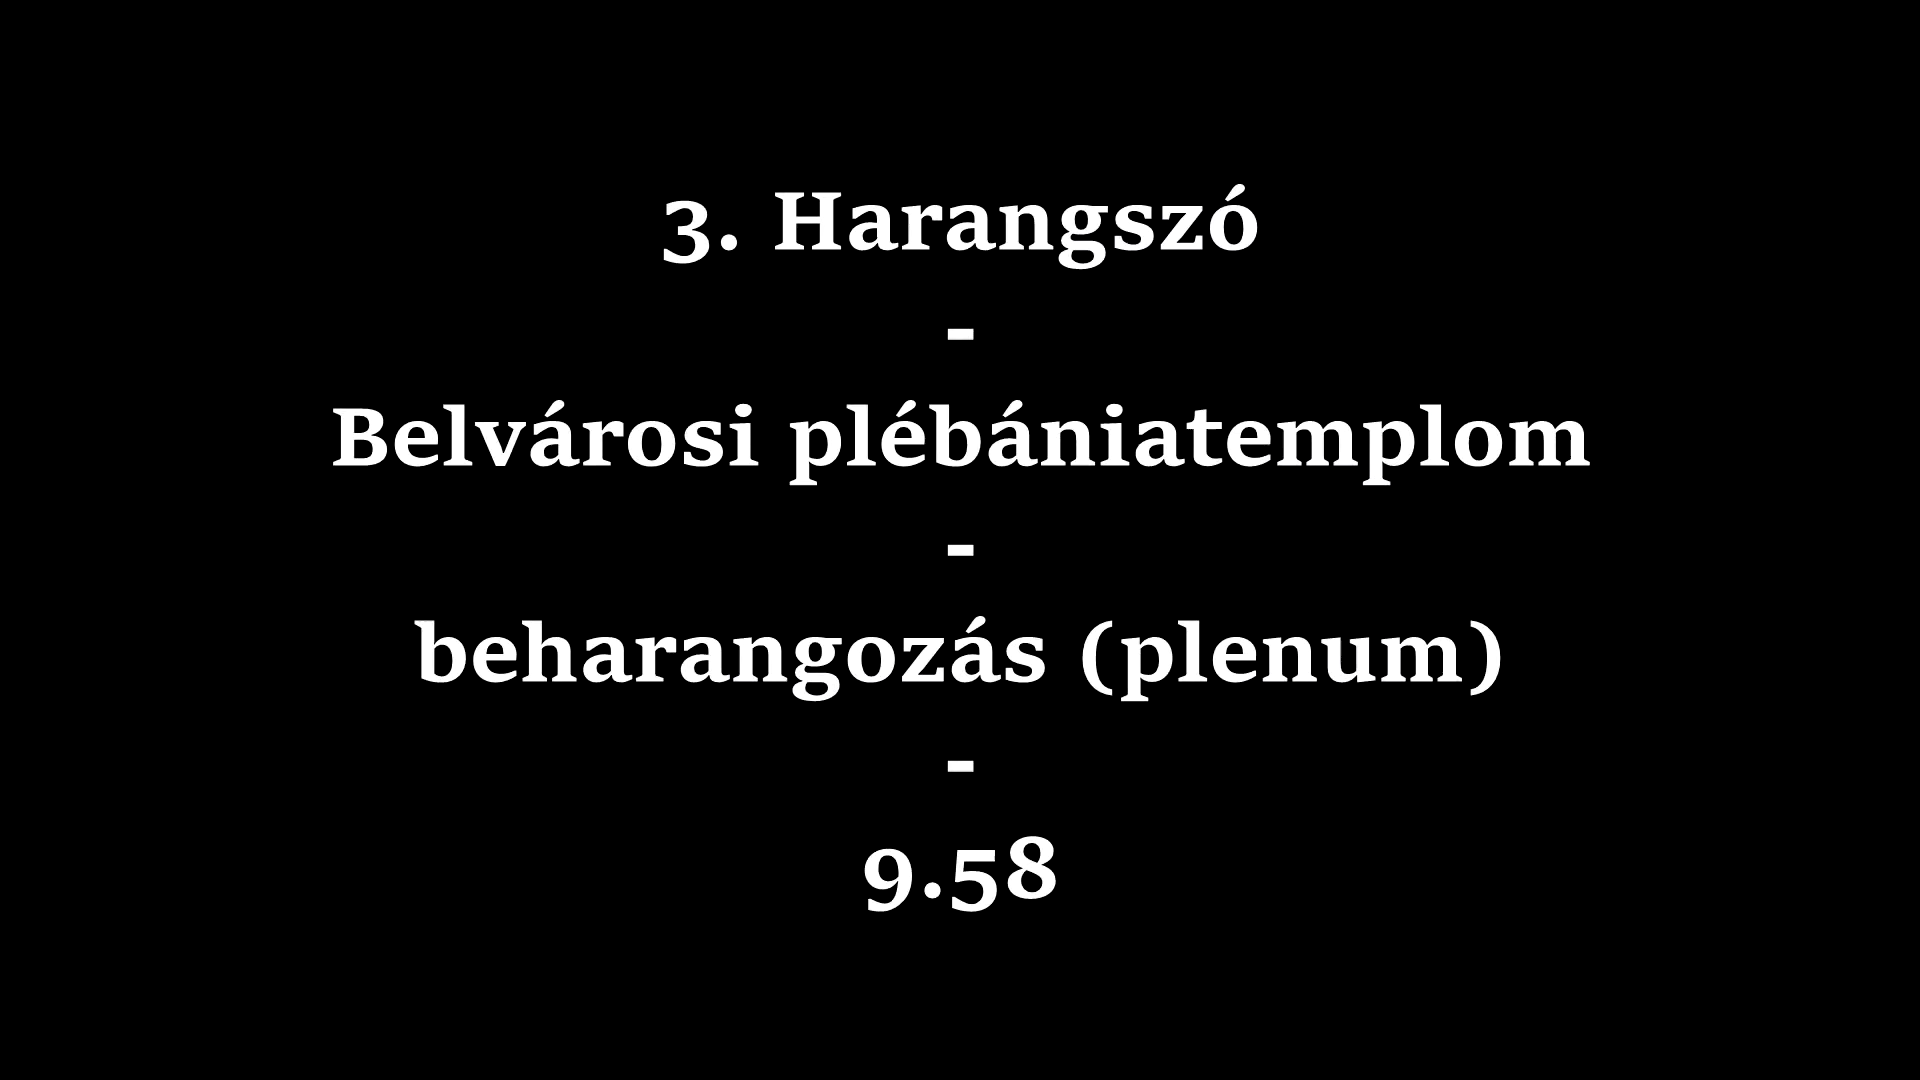 3. Harangszó
-
Belvárosi plébániatemplom
-
beharangozás (plenum)
-
9.58